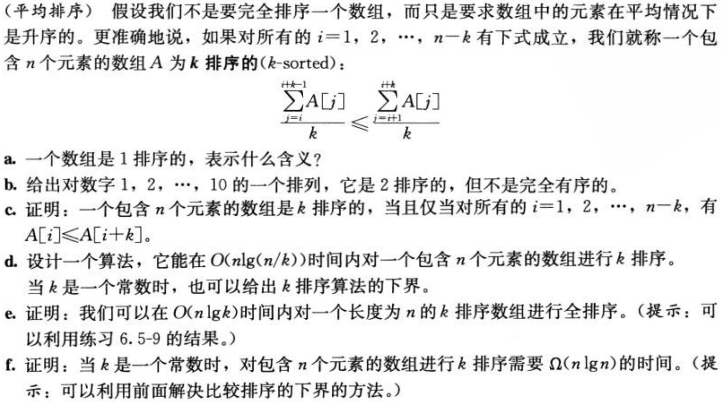 (平均排序) 假设我们不是要完全排序一个数组，而只是要求数组中的元素在平均情况下
是升序的。更准确地说，如果对所有的 i=1，2，…，n-k 有下式成立，我们就称一个包
含 n 个元素的数组 A 为 k 排序的(k-sorted)：
\frac{\sum_{j=i}^{i+k-1} A[j]}{k} ≤ \frac{\sum_{j=i+1}^{i+k} A[j]}{k}
a. 一个数组是 1 排序的，表示什么含义?
b. 给出对数字 1，2，…，10 的一个排列，它是 2 排序的，但不是完全有序的。
c. 证明：一个包含 n 个元素的数组是 k 排序的，当且仅当对所有的 i=1，2，…，n-k，有
A[i]≤A[i+k]。
d. 设计一个算法，它能在 O(nlg(n/k))时间内对一个包含 n 个元素的数组进行 k 排序。
当 k 是一个常数时，也可以给出 k 排序算法的下界。
e. 证明：我们可以在 O(nlgk)时间内对一个长度为 n 的 k 排序数组进行全排序。(提示：可
以利用练习 6.5-9 的结果。)
f. 证明：当 k 是一个常数时，对包含 n 个元素的数组进行 k 排序需要 Ω(nlgn)的时间。(提
示：可以利用前面解决比较排序的下界的方法。)